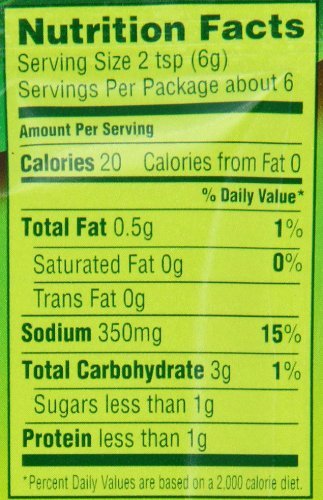 Nutrition Facts
Serving Size 2 tsp (6g)
Servings Per Package about 6
Amount Per Serving
Calories 20 Calories from Fat 0
% Daily Value*
Total Fat 0.5g 1%
Saturated Fat 0g 0%
Trans Fat 0g
Sodium 350mg 15%
Total Carbohydrate 3g 1%
Sugars less than 1g
Protein less than 1g
*Percent Daily Values are based on a 2,000 calorie diet.